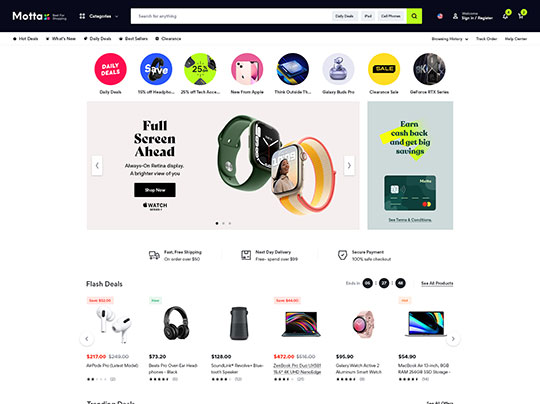 Motta
Best For
Shopping
Categories
Search for anything
Daily Deals
iPad
Cell Phones
Welcome
Sign In / Register
Hot Deals
What's New
Daily Deals
Best Sellers
Clearance
Browsing History
Track Order
Help Center
DAILY
DEALS
Save
25%
SALE
Daily Deals
15% off Headpho...
25% off Tech Acce...
New From Apple
Think Outside Th...
Galaxy Buds Pro
Clearance Sale
GeForce RTX Series
Full
Screen
Ahead
Always-On Retina display.
A brighter view of you
Shop Now
WATCH
Earn
cash back
and get big
savings
Motta
See Terms & Conditions.
Fast, Free Shipping
On order over $50
Next Day Delivery
Free– spend over $99
Secure Payment
100% safe checkout
Flash Deals
Ends in
06 : 27 : 48
See All Products
Save: $32.00
New
Save: $44.00
Hot
$217.00 $249.00
AirPods Pro (Latest Model)
$73.20
Beats Pro Over Ear Head-
phones - Black
$128.00
SoundLink Revolve Blue-
tooth Speaker
$472.00 $516.00
ZenBook Pro Duo UX581
15.6" 4K UHD NanoEdge
$95.90
Galaxy Watch Active 2
Aluminum Smart Watch
$54.90
MacBook Air 13-inch, 8GB
RAM 256GB SSD Storage -
Trending Deals
See All Offers